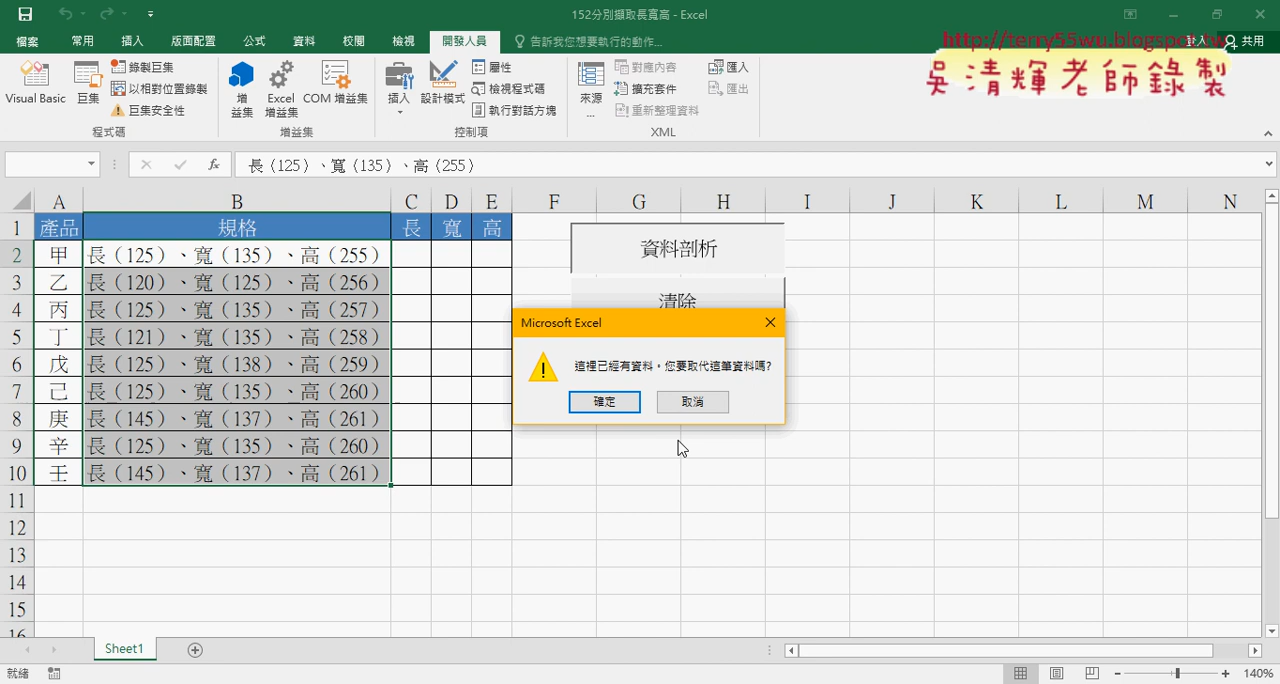 152分別擷取長寬高 - Excel
檔案 常用 插入 版面配置 公式 資料 校閱 檢視 開發人員 告訴我您想要執行的動作... 登入 共用
http://terry55wu.blogspot.tw
吳清輝老師錄製
Visual Basic
巨集
錄製巨集
以相對位置錄製
巨集安全性
程式碼
增益集
Excel 增益集
COM 增益集
增益集
插入
設計模式
屬性
檢視程式碼
執行對話方塊
控制項
來源
...
對應內容
擴充套件
重新整理資料
匯入
匯出
XML
fx 長（125）、寬（135）、高（255）
A B C D E F G H I J K L M N
1 產品 規格 長 寬 高
2 甲 長（125）、寬（135）、高（255）
3 乙 長（120）、寬（125）、高（256）
4 丙 長（125）、寬（135）、高（257）
5 丁 長（121）、寬（135）、高（258）
6 戊 長（125）、寬（138）、高（259）
7 己 長（125）、寬（135）、高（260）
8 庚 長（145）、寬（137）、高（261）
9 辛 長（125）、寬（135）、高（260）
10 壬 長（145）、寬（137）、高（261）
11
12
13
14
15
16
資料剖析
清除
Microsoft Excel
這裡已經有資料。您要取代這筆資料嗎?
確定 取消
Sheet1
就緒 140%